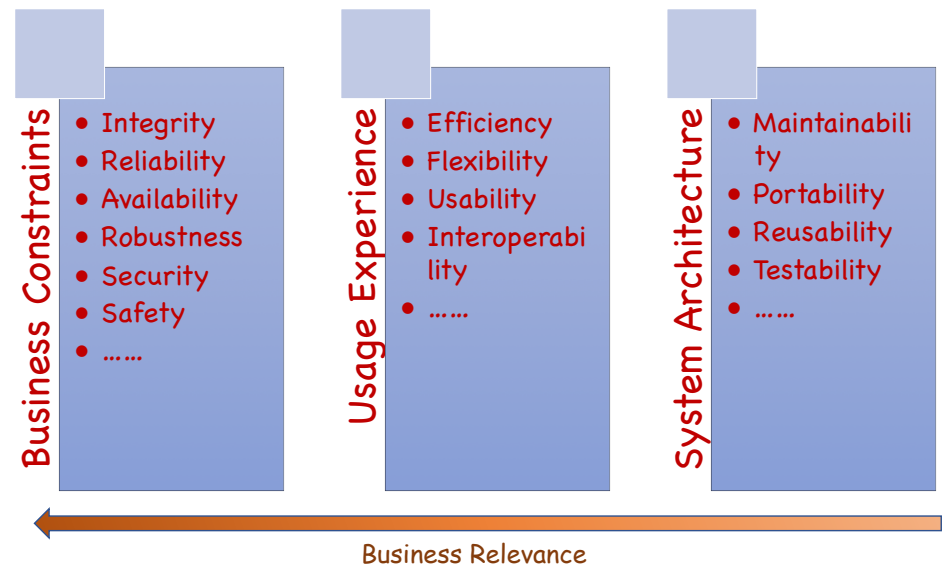 Business Constraints
• Integrity
• Reliability
• Availability
• Robustness
• Security
• Safety
• ……
Usage Experience
• Efficiency
• Flexibility
• Usability
• Interoperabi
lity
• ……
System Architecture
• Maintainabili
ty
• Portability
• Reusability
• Testability
• ……
Business Relevance